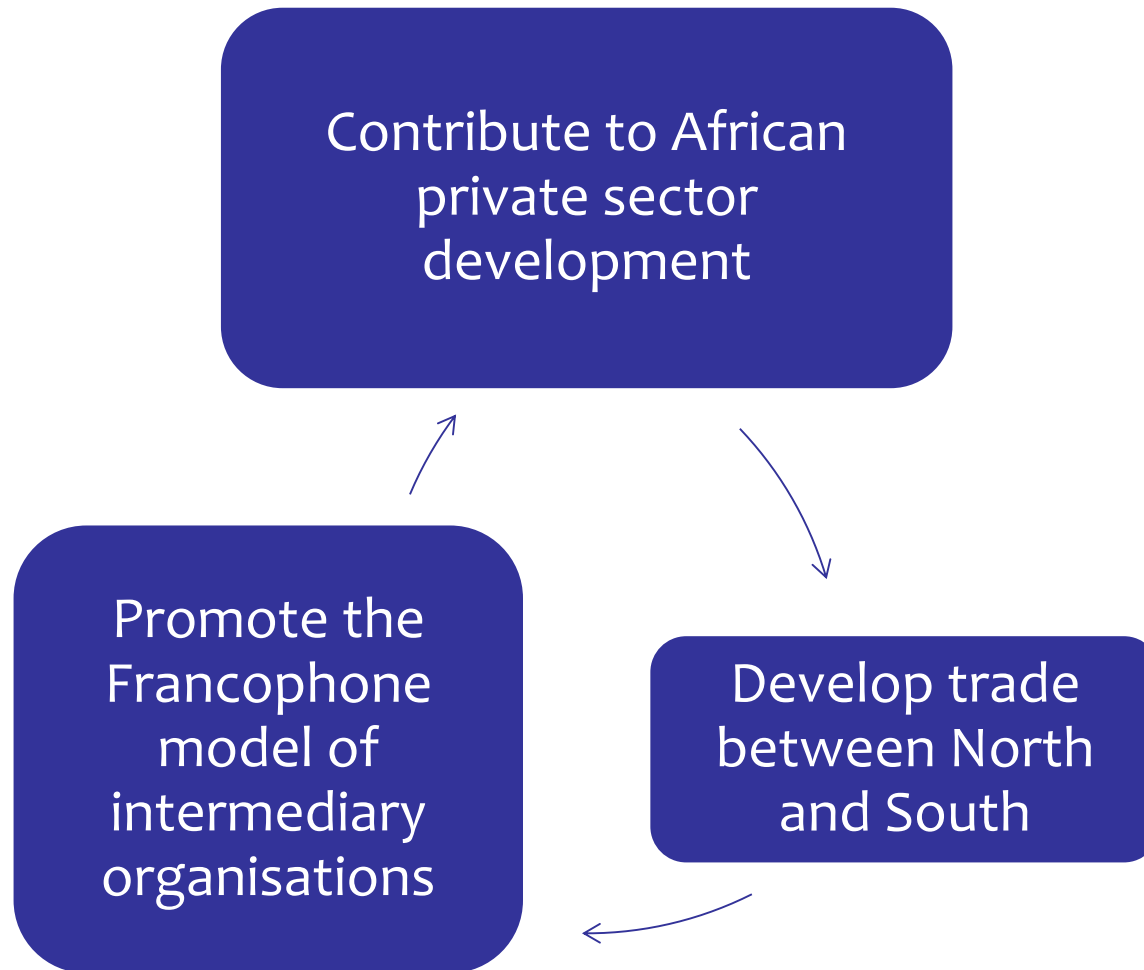 Contribute to African
private sector
development
Develop trade
between North
and South
Promote the
Francophone
model of
intermediary
organisations